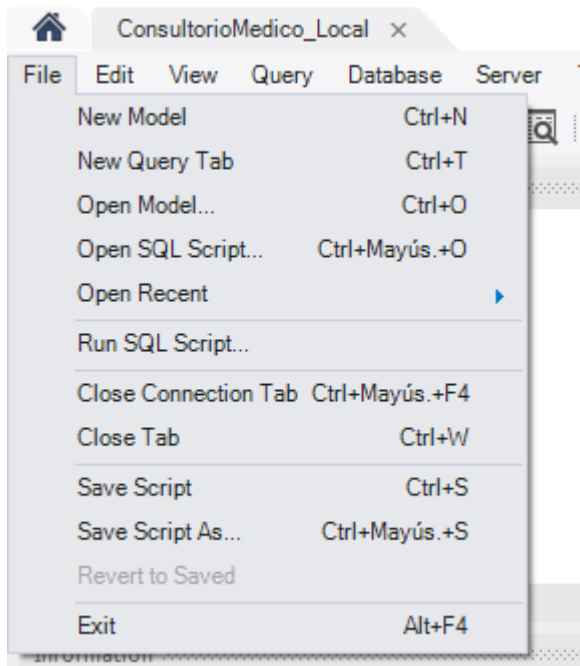 ConsultorioMedico_Local ×
File Edit View Query Database Server
New Model Ctrl+N
New Query Tab Ctrl+T
Open Model... Ctrl+O
Open SQL Script... Ctrl+Mayús.+O
Open Recent
Run SQL Script...
Close Connection Tab Ctrl+Mayús.+F4
Close Tab Ctrl+W
Save Script Ctrl+S
Save Script As... Ctrl+Mayús.+S
Revert to Saved
Exit Alt+F4
Information